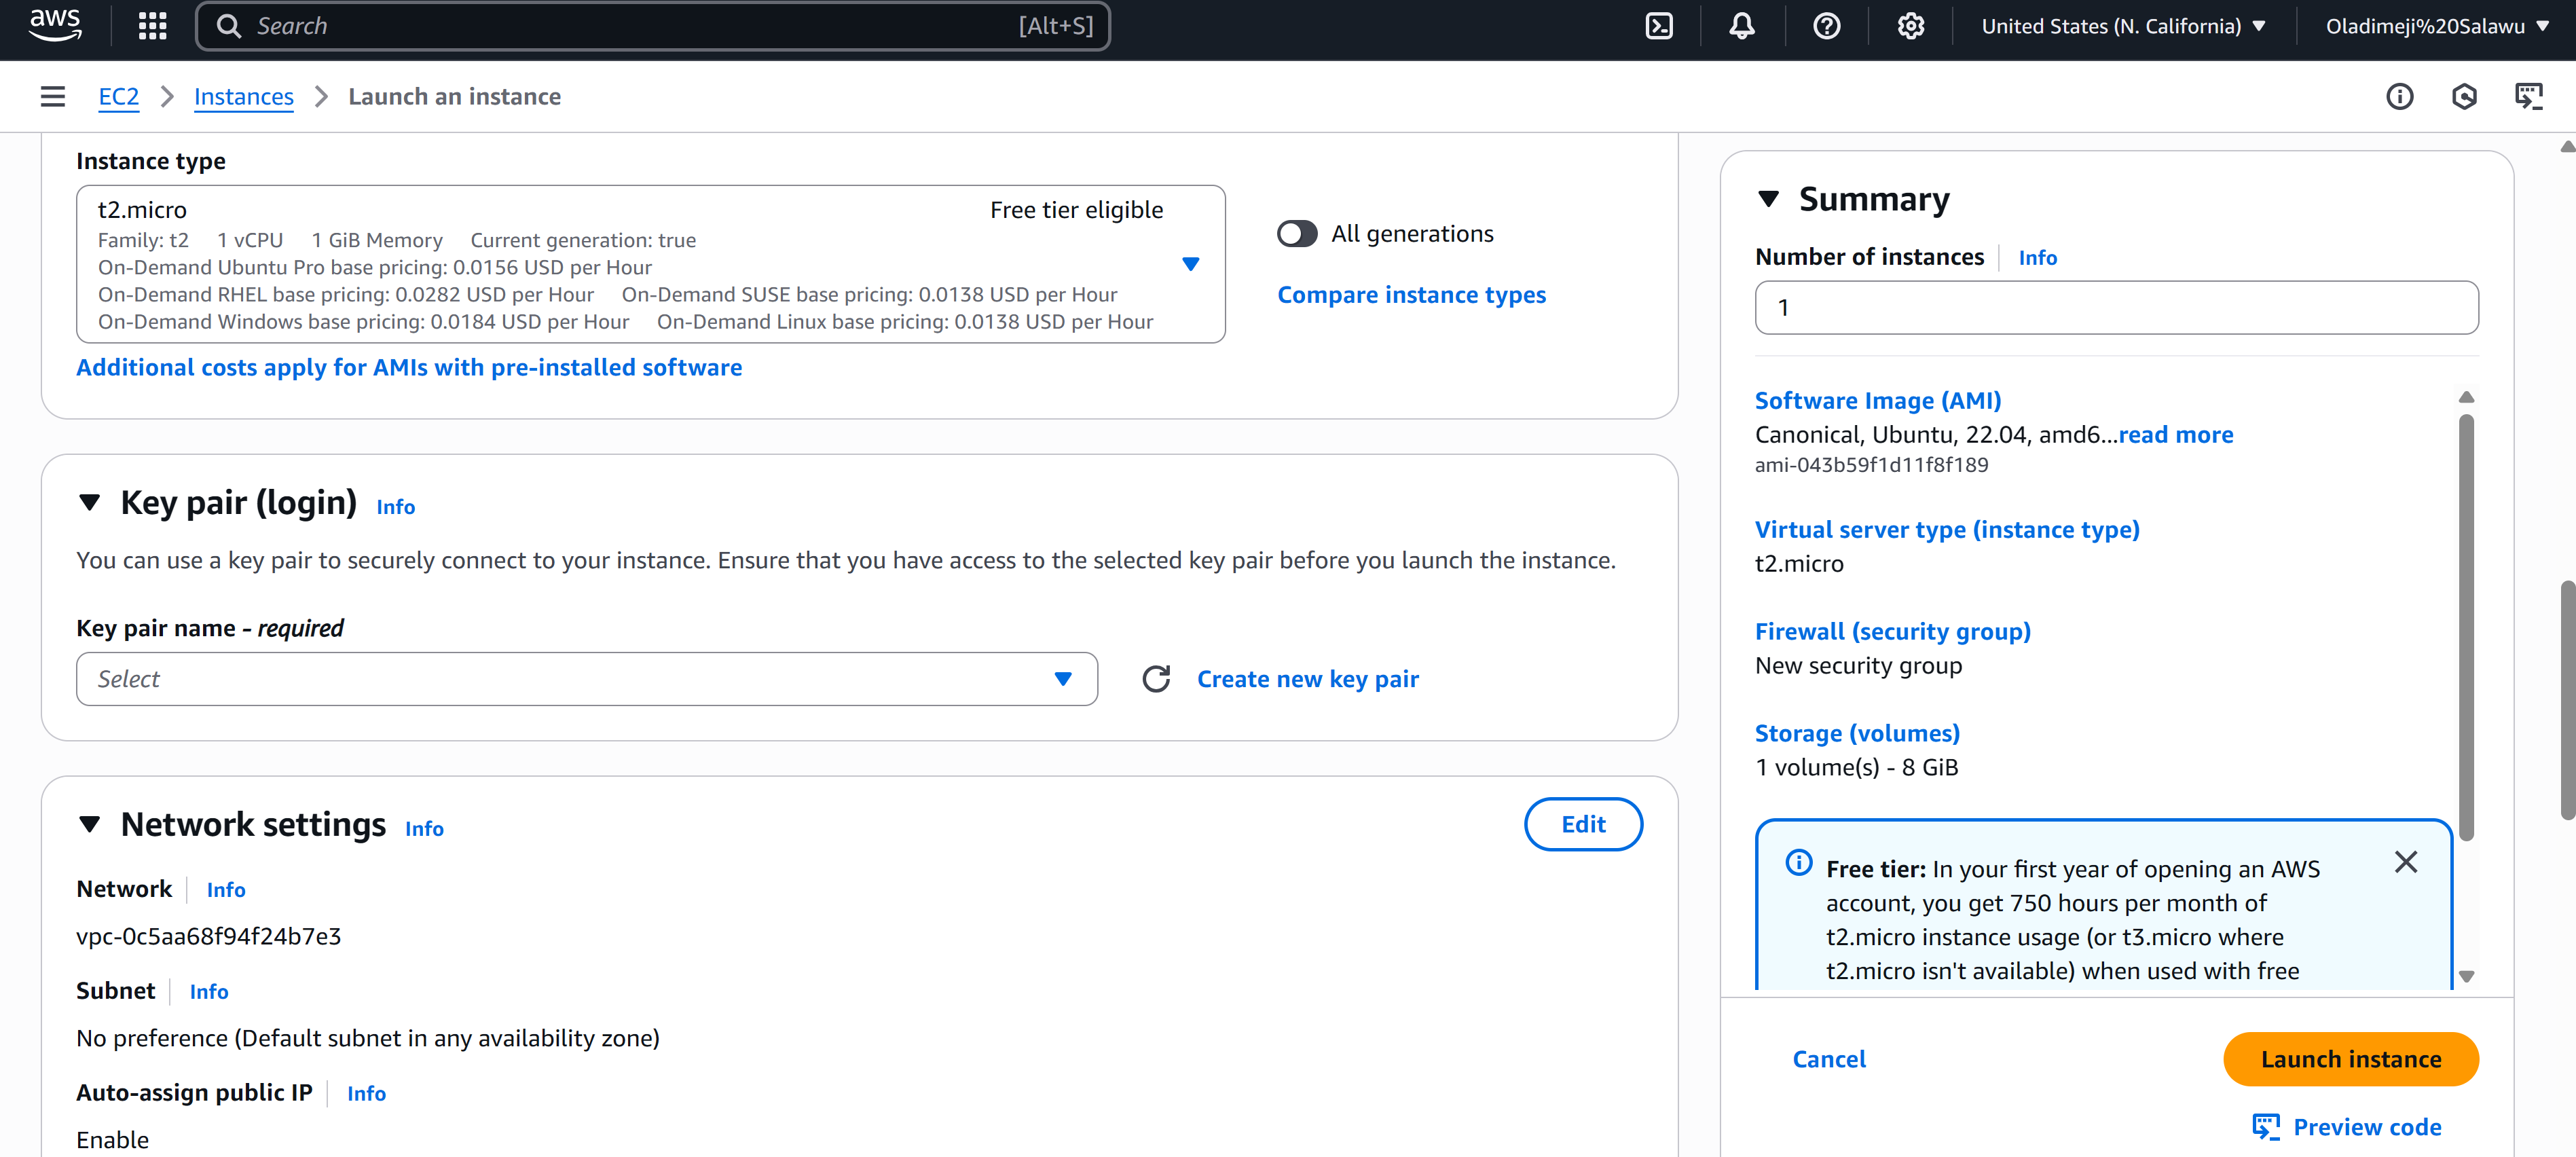 aws
Search
[Alt+S]
United States (N. California)
Oladimeji%20Salawu
EC2
Instances
Launch an instance
Instance type
t2.micro
Free tier eligible
Family: t2 1 vCPU 1 GiB Memory Current generation: true
On-Demand Ubuntu Pro base pricing: 0.0156 USD per Hour
On-Demand RHEL base pricing: 0.0282 USD per Hour On-Demand SUSE base pricing: 0.0138 USD per Hour
On-Demand Windows base pricing: 0.0184 USD per Hour On-Demand Linux base pricing: 0.0138 USD per Hour
All generations
Compare instance types
Additional costs apply for AMIs with pre-installed software
Key pair (login) Info
You can use a key pair to securely connect to your instance. Ensure that you have access to the selected key pair before you launch the instance.
Key pair name - required
Select
Create new key pair
Network settings Info
Edit
Network Info
vpc-0c5aa68f94f24b7e3
Subnet Info
No preference (Default subnet in any availability zone)
Auto-assign public IP Info
Enable
Summary
Number of instances Info
1
Software Image (AMI)
Canonical, Ubuntu, 22.04, amd6...read more
ami-043b59f1d11f8f189
Virtual server type (instance type)
t2.micro
Firewall (security group)
New security group
Storage (volumes)
1 volume(s) - 8 GiB
Free tier: In your first year of opening an AWS
account, you get 750 hours per month of
t2.micro instance usage (or t3.micro where
t2.micro isn't available) when used with free
Cancel
Launch instance
Preview code